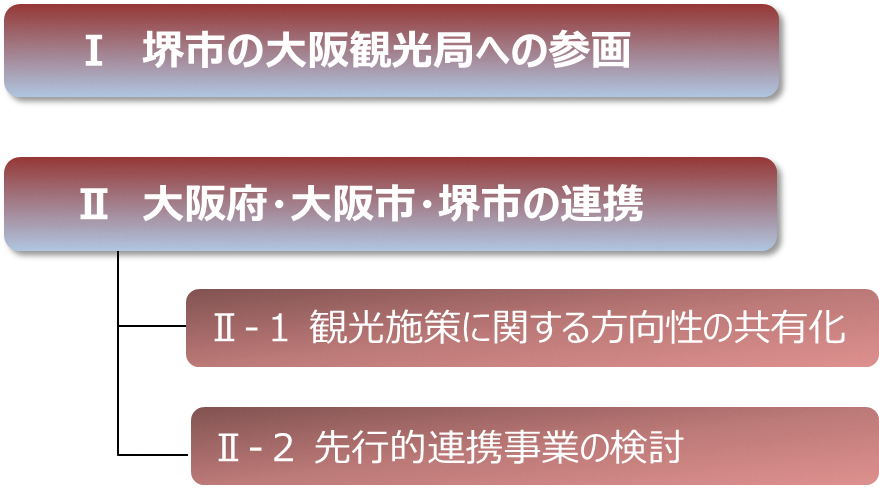 Ⅰ 堺市の大阪観光局への参画
Ⅱ 大阪府・大阪市・堺市の連携
Ⅱ-1 観光施策に関する方向性の共有化
Ⅱ-2 先行的連携事業の検討